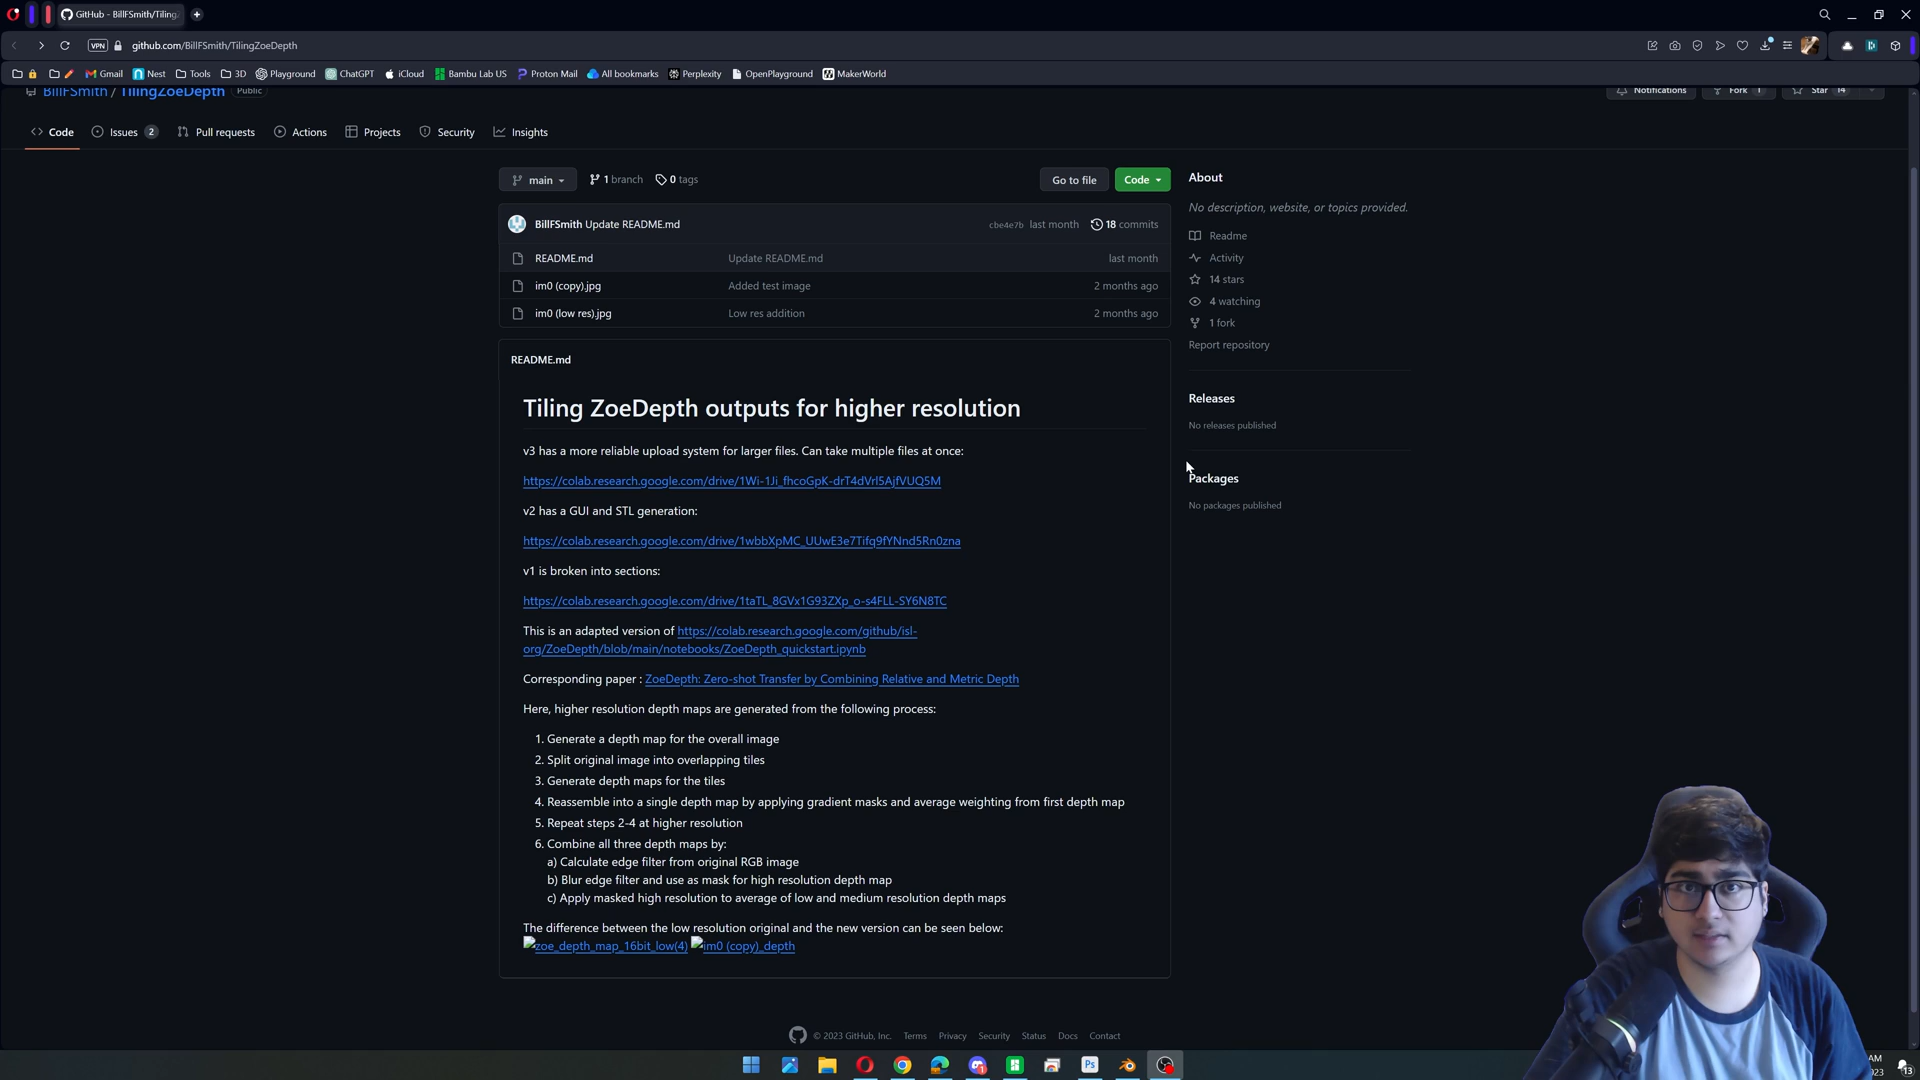 GitHub - BillFSmith/Tiling
VPN
github.com/BillFSmith/TilingZoeDepth
Gmail
Nest
Tools
3D
Playground
ChatGPT
iCloud
Bambu Lab US
Proton Mail
All bookmarks
Perplexity
OpenPlayground
MakerWorld
BillFSmith / TilingZoeDepth Public
Notifications
Fork 1
Star 14
Code
Issues 2
Pull requests
Actions
Projects
Security
Insights
main
1 branch
0 tags
Go to file
Code
BillFSmith Update README.md
cbe4e7b last month
18 commits
README.md Update README.md last month
im0 (copy).jpg Added test image 2 months ago
im0 (low res).jpg Low res addition 2 months ago
README.md
Tiling ZoeDepth outputs for higher resolution
v3 has a more reliable upload system for larger files. Can take multiple files at once:
https://colab.research.google.com/drive/1Wi-1Ji_fhcoGpK-drT4dVrl5AjfVUQ5M
v2 has a GUI and STL generation:
https://colab.research.google.com/drive/1wbbXpMC_UUwE3e7Tifq9fYNnd5Rn0zna
v1 is broken into sections:
https://colab.research.google.com/drive/1taTL_8GVx1G93ZXp_o-s4FLL-SY6N8TC
This is an adapted version of https://colab.research.google.com/github/isl-
org/ZoeDepth/blob/main/notebooks/ZoeDepth_quickstart.ipynb
Corresponding paper : ZoeDepth: Zero-shot Transfer by Combining Relative and Metric Depth
Here, higher resolution depth maps are generated from the following process:
1. Generate a depth map for the overall image
2. Split original image into overlapping tiles
3. Generate depth maps for the tiles
4. Reassemble into a single depth map by applying gradient masks and average weighting from first depth map
5. Repeat steps 2-4 at higher resolution
6. Combine all three depth maps by:
a) Calculate edge filter from original RGB image
b) Blur edge filter and use as mask for high resolution depth map
c) Apply masked high resolution to average of low and medium resolution depth maps
The difference between the low resolution original and the new version can be seen below:
zoe_depth_map_16bit_low(4) im0 (copy)_depth
About
No description, website, or topics provided.
Readme
Activity
14 stars
4 watching
1 fork
Report repository
Releases
No releases published
Packages
No packages published
© 2023 GitHub, Inc.
Terms
Privacy
Security
Status
Docs
Contact
Ps
AM
023
13